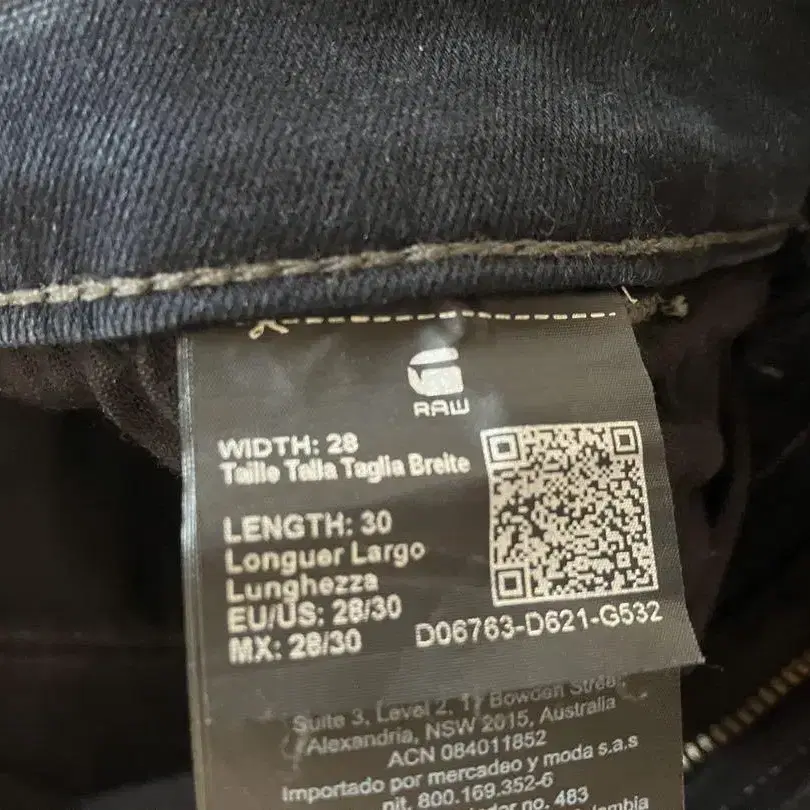 RAW
WIDTH: 28
Taille Talla Taglia Breite
LENGTH: 30
Longuer Largo
Lunghezza
EU/US: 28/30
MX: 28/30
D06763-D621-G532
Suite 3, Level 2, Bowden Street,
Alexandria, NSW 2015, Australia
ACN 084011852
Importado por mercadeo y moda s.a.s
nit. 800.169.352-6
no. 483